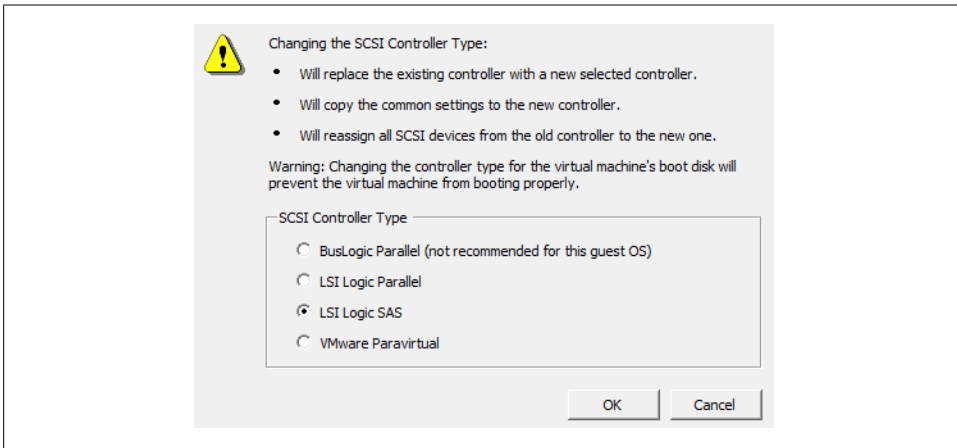 Changing the SCSI Controller Type:
• Will replace the existing controller with a new selected controller.
• Will copy the common settings to the new controller.
• Will reassign all SCSI devices from the old controller to the new one.
Warning: Changing the controller type for the virtual machine's boot disk will
prevent the virtual machine from booting properly.
SCSI Controller Type
BusLogic Parallel (not recommended for this guest OS)
LSI Logic Parallel
LSI Logic SAS
VMware Paravirtual
OK
Cancel